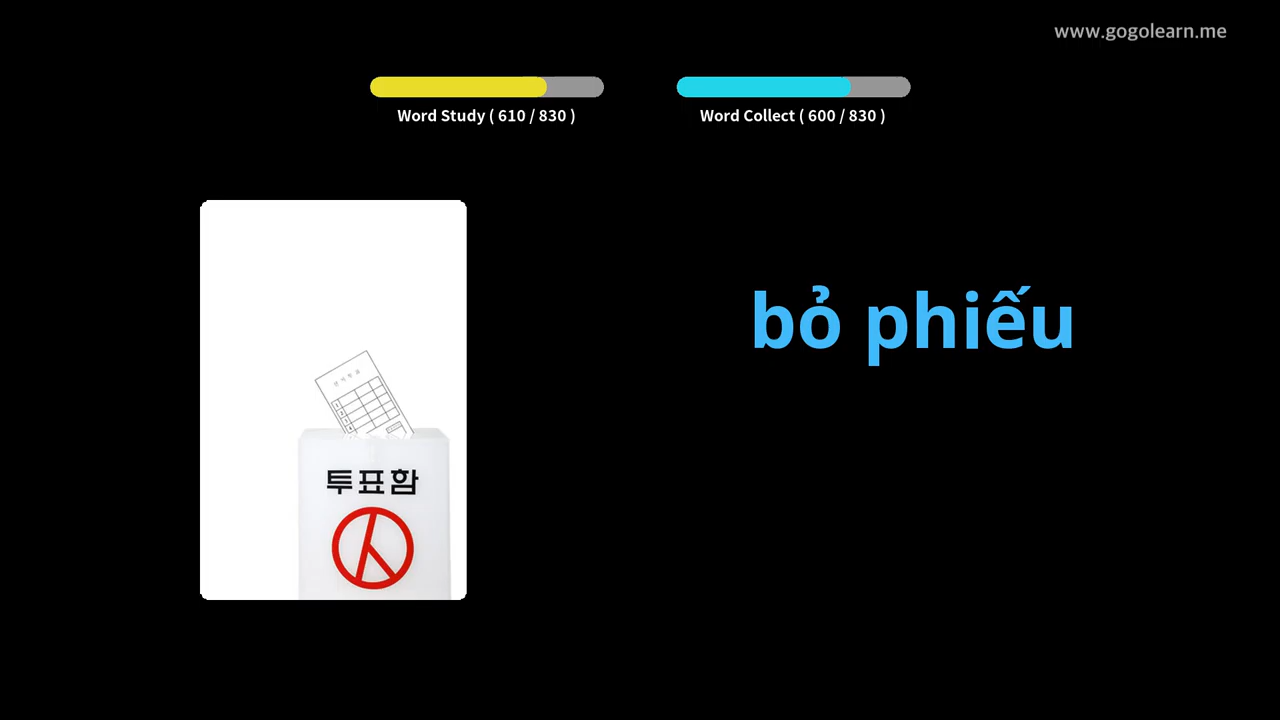 www.gogolearn.me
Word Study ( 610 / 830 )
Word Collect ( 600 / 830 )
bỏ phiếu
투표함